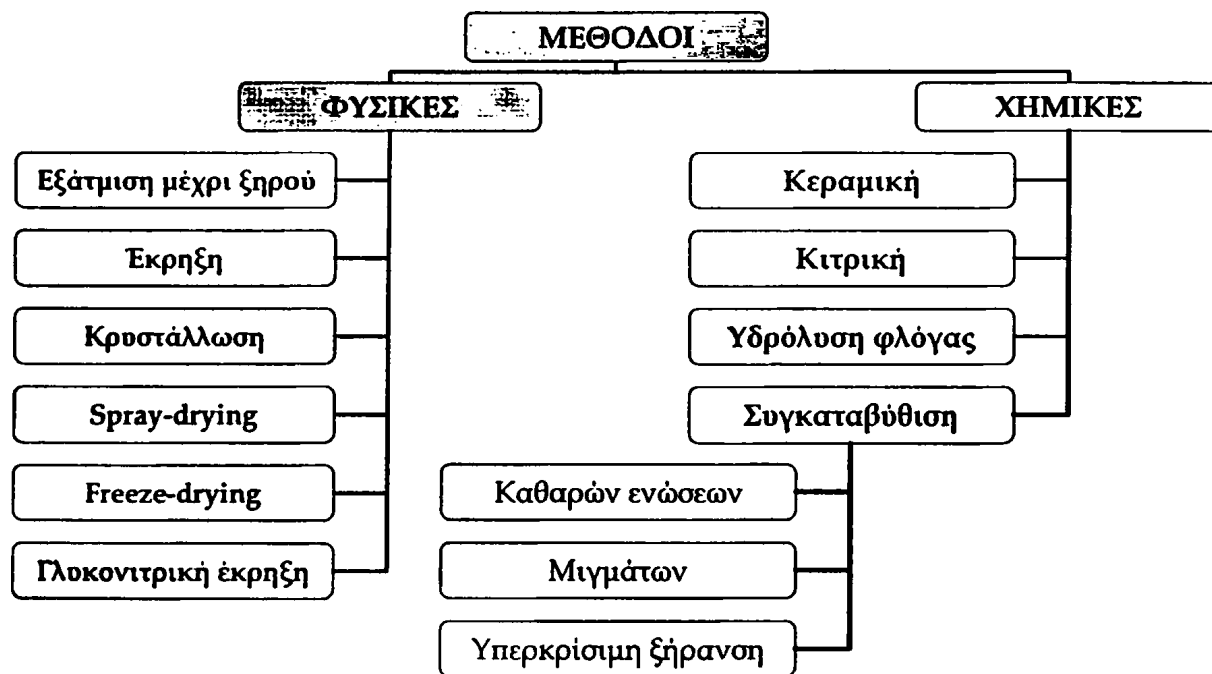 ΜΕΘΟΔΟΙ
ΦΥΣΙΚΕΣ
Εξάτμιση μέχρι ξηρού
Έκρηξη
Κρυστάλλωση
Spray-drying
Freeze-drying
Γλυκονιτρική έκρηξη
ΧΗΜΙΚΕΣ
Κεραμική
Κιτρική
Υδρόλυση φλόγας
Συγκαταβύθιση
Καθαρών ενώσεων
Μιγμάτων
Υπερκρίσιμη ξήρανση